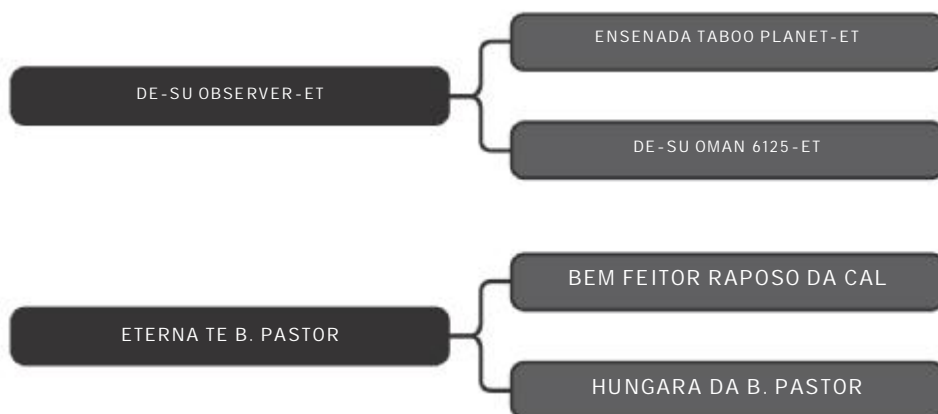 ENSENADA TABOO PLANET-ET
DE-SU OBSERVER-ET
DE-SU OMAN 6125-ET
BEM FEITOR RAPOSO DA CAL
ETERNA TE B. PASTOR
HUNGARA DA B. PASTOR